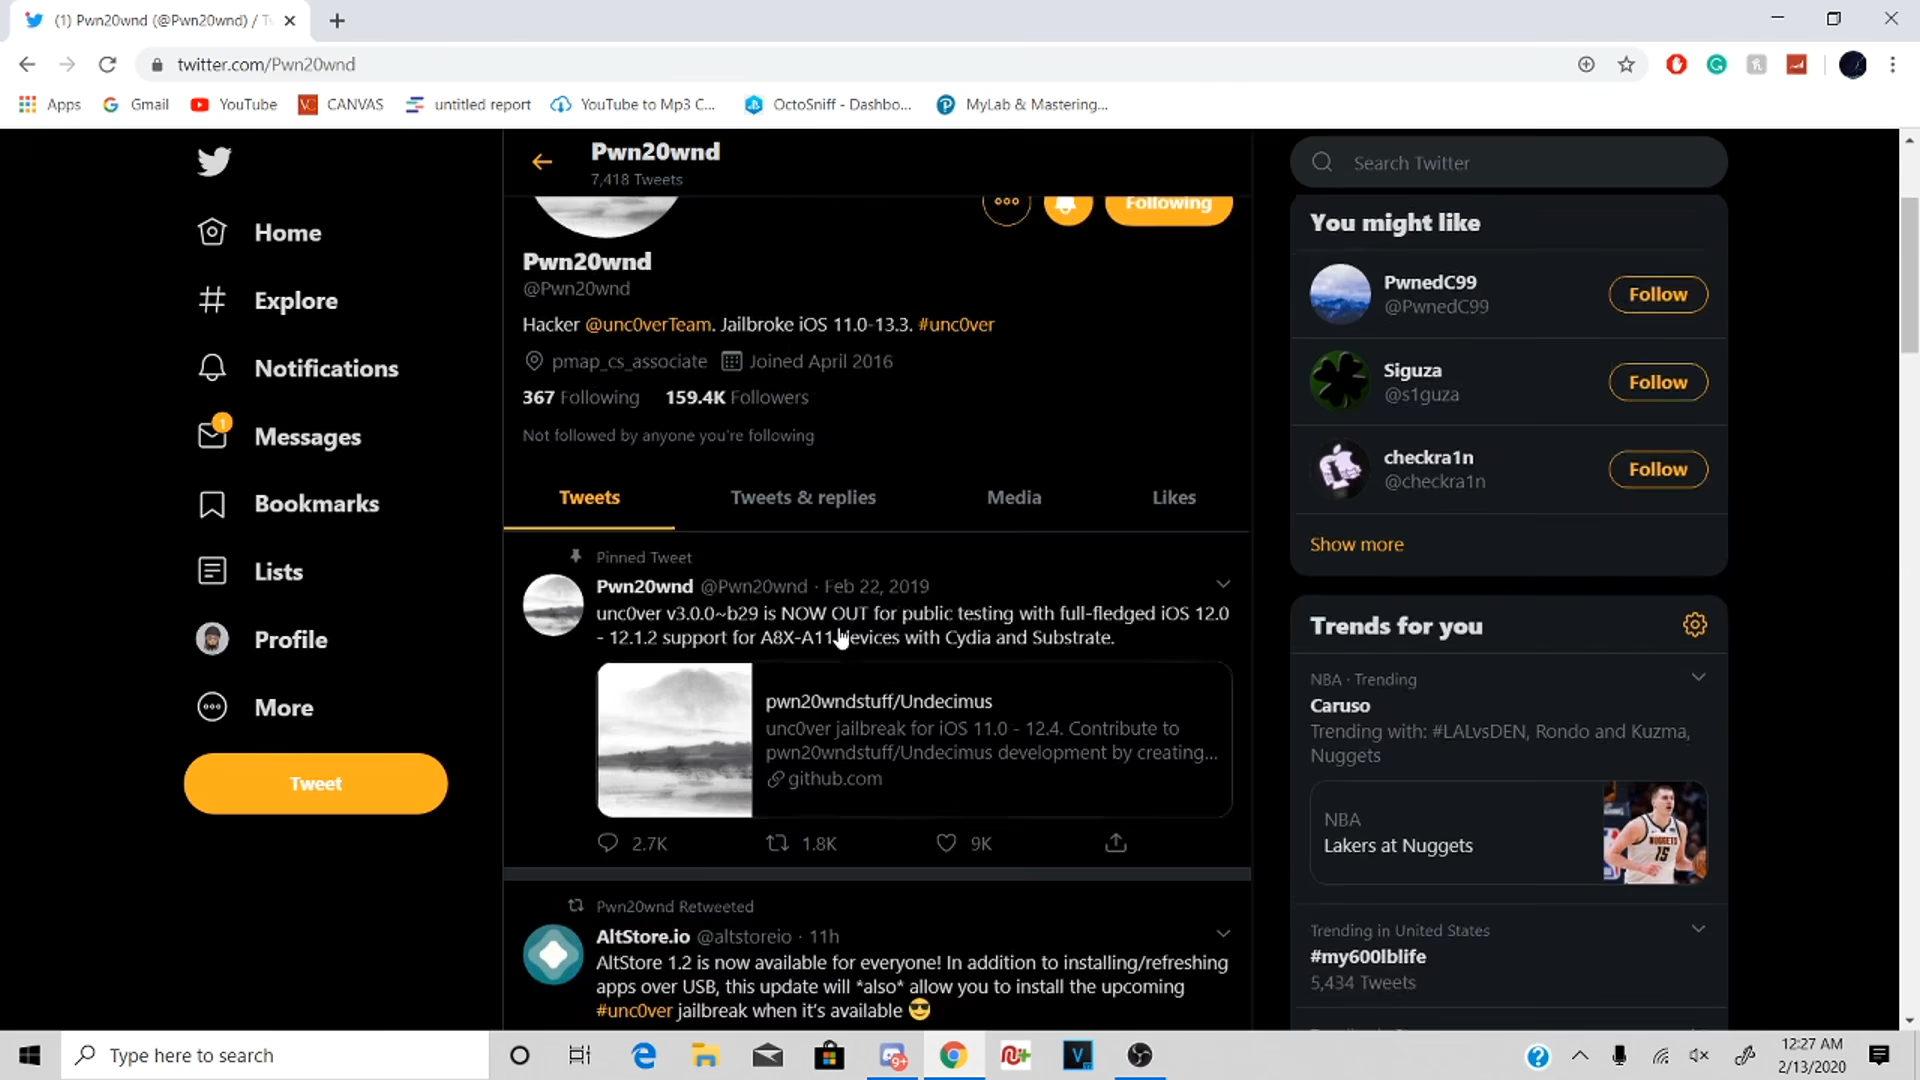 (1) Pwn20wnd (@Pwn20wnd) / T
twitter.com/Pwn20wnd
Apps
Gmail
YouTube
CANVAS
untitled report
YouTube to Mp3 C...
OctoSniff - Dashbo...
MyLab & Mastering...
Home
Explore
Notifications
1
Messages
Bookmarks
Lists
Profile
More
Tweet
Pwn20wnd
7,418 Tweets
Following
Pwn20wnd
@Pwn20wnd
Hacker @unc0verTeam. Jailbroke iOS 11.0-13.3. #unc0ver
pmap_cs_associate Joined April 2016
367 Following 159.4K Followers
Not followed by anyone you're following
Tweets Tweets & replies Media Likes
Pinned Tweet
Pwn20wnd @Pwn20wnd · Feb 22, 2019
unc0ver v3.0.0~b29 is NOW OUT for public testing with full-fledged iOS 12.0
- 12.1.2 support for A8X-A11 devices with Cydia and Substrate.
pwn20wndstuff/Undecimus
unc0ver jailbreak for iOS 11.0 - 12.4. Contribute to
pwn20wndstuff/Undecimus development by creating...
github.com
2.7K 1.8K 9K
Pwn20wnd Retweeted
AltStore.io @altstoreio · 11h
AltStore 1.2 is now available for everyone! In addition to installing/refreshing
apps over USB, this update will *also* allow you to install the upcoming
#unc0ver jailbreak when it's available 😎
Search Twitter
You might like
PwnedC99
@PwnedC99
Follow
Siguza
@s1guza
Follow
checkra1n
@checkra1n
Follow
Show more
Trends for you
NBA · Trending
Caruso
Trending with: #LALvsDEN, Rondo and Kuzma,
Nuggets
NBA
Lakers at Nuggets
Trending in United States
#my600lblife
5,434 Tweets
Type here to search
12:27 AM
2/13/2020